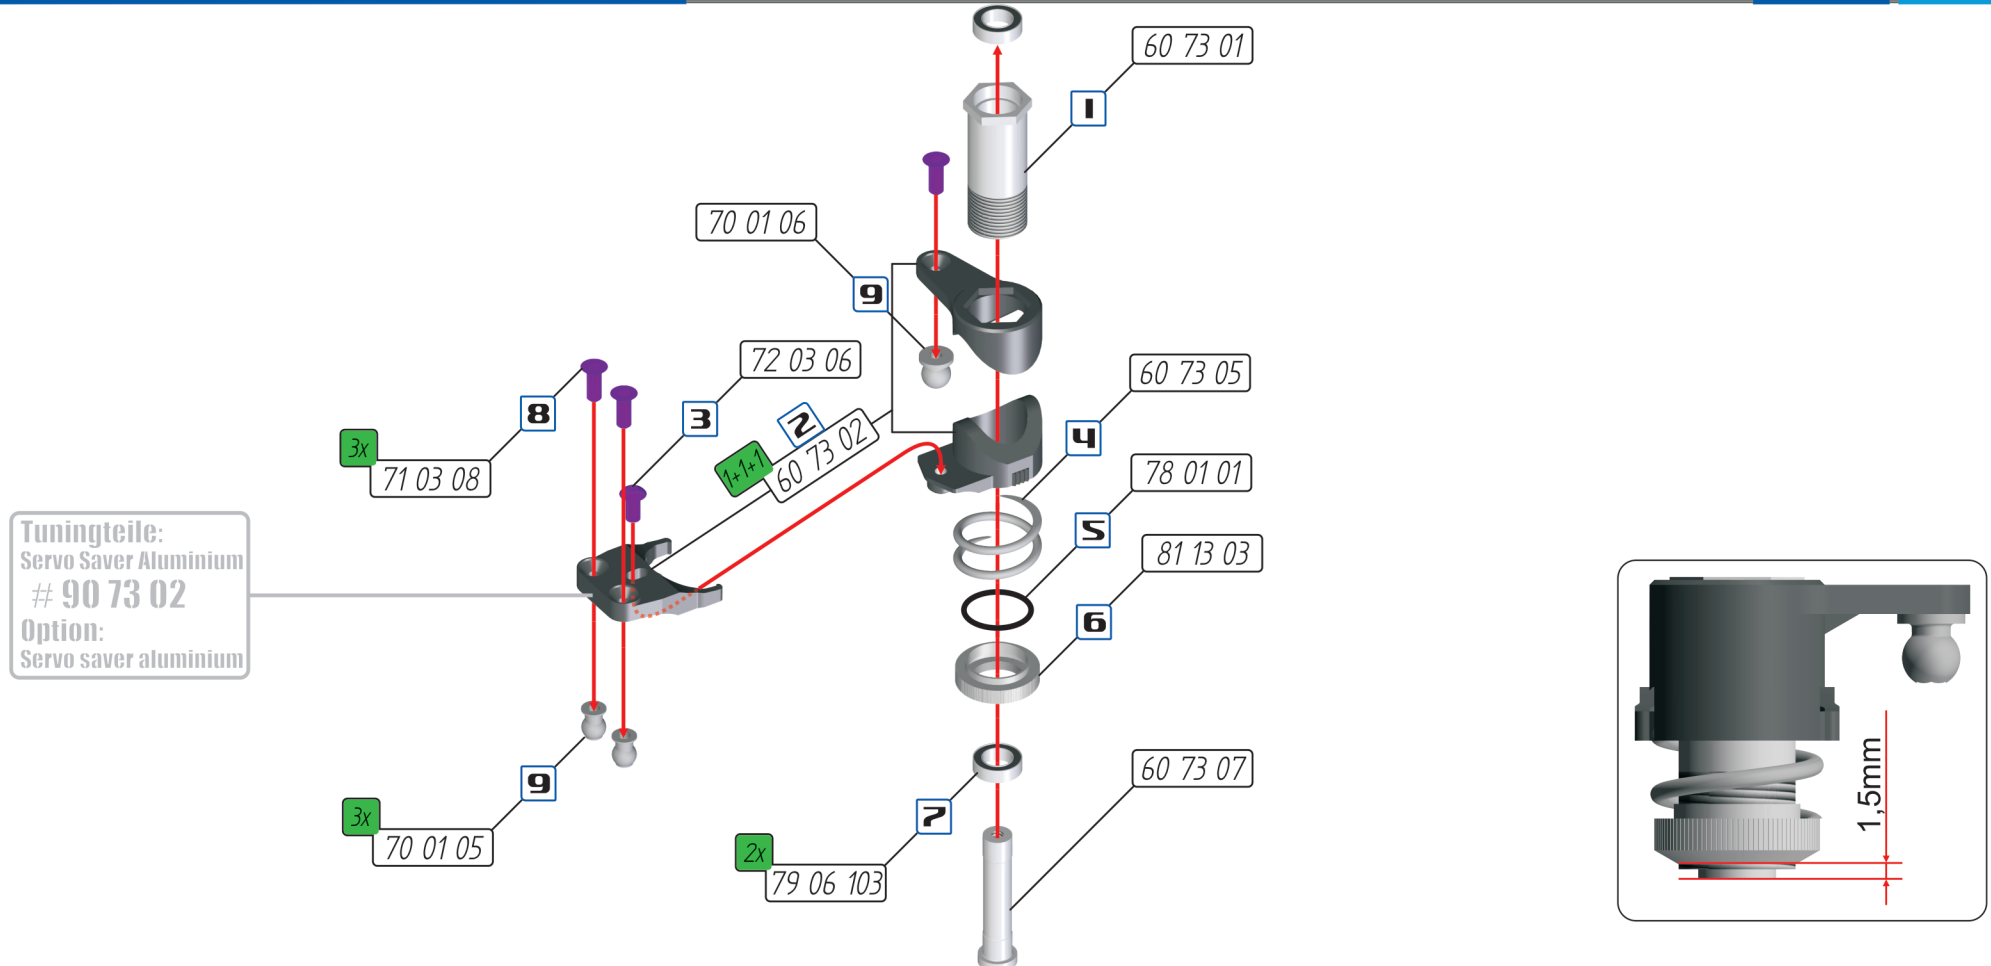 60 73 01
1
70 01 06
9
72 03 06
3
2
1+1+1
60 73 02
60 73 05
4
78 01 01
5
81 13 03
6
8
3x
71 03 08
Tuningteile:
Servo Saver Aluminium
# 90 73 02
Option:
Servo saver aluminium
9
3x
70 01 05
60 73 07
7
2x
79 06 103
1,5mm